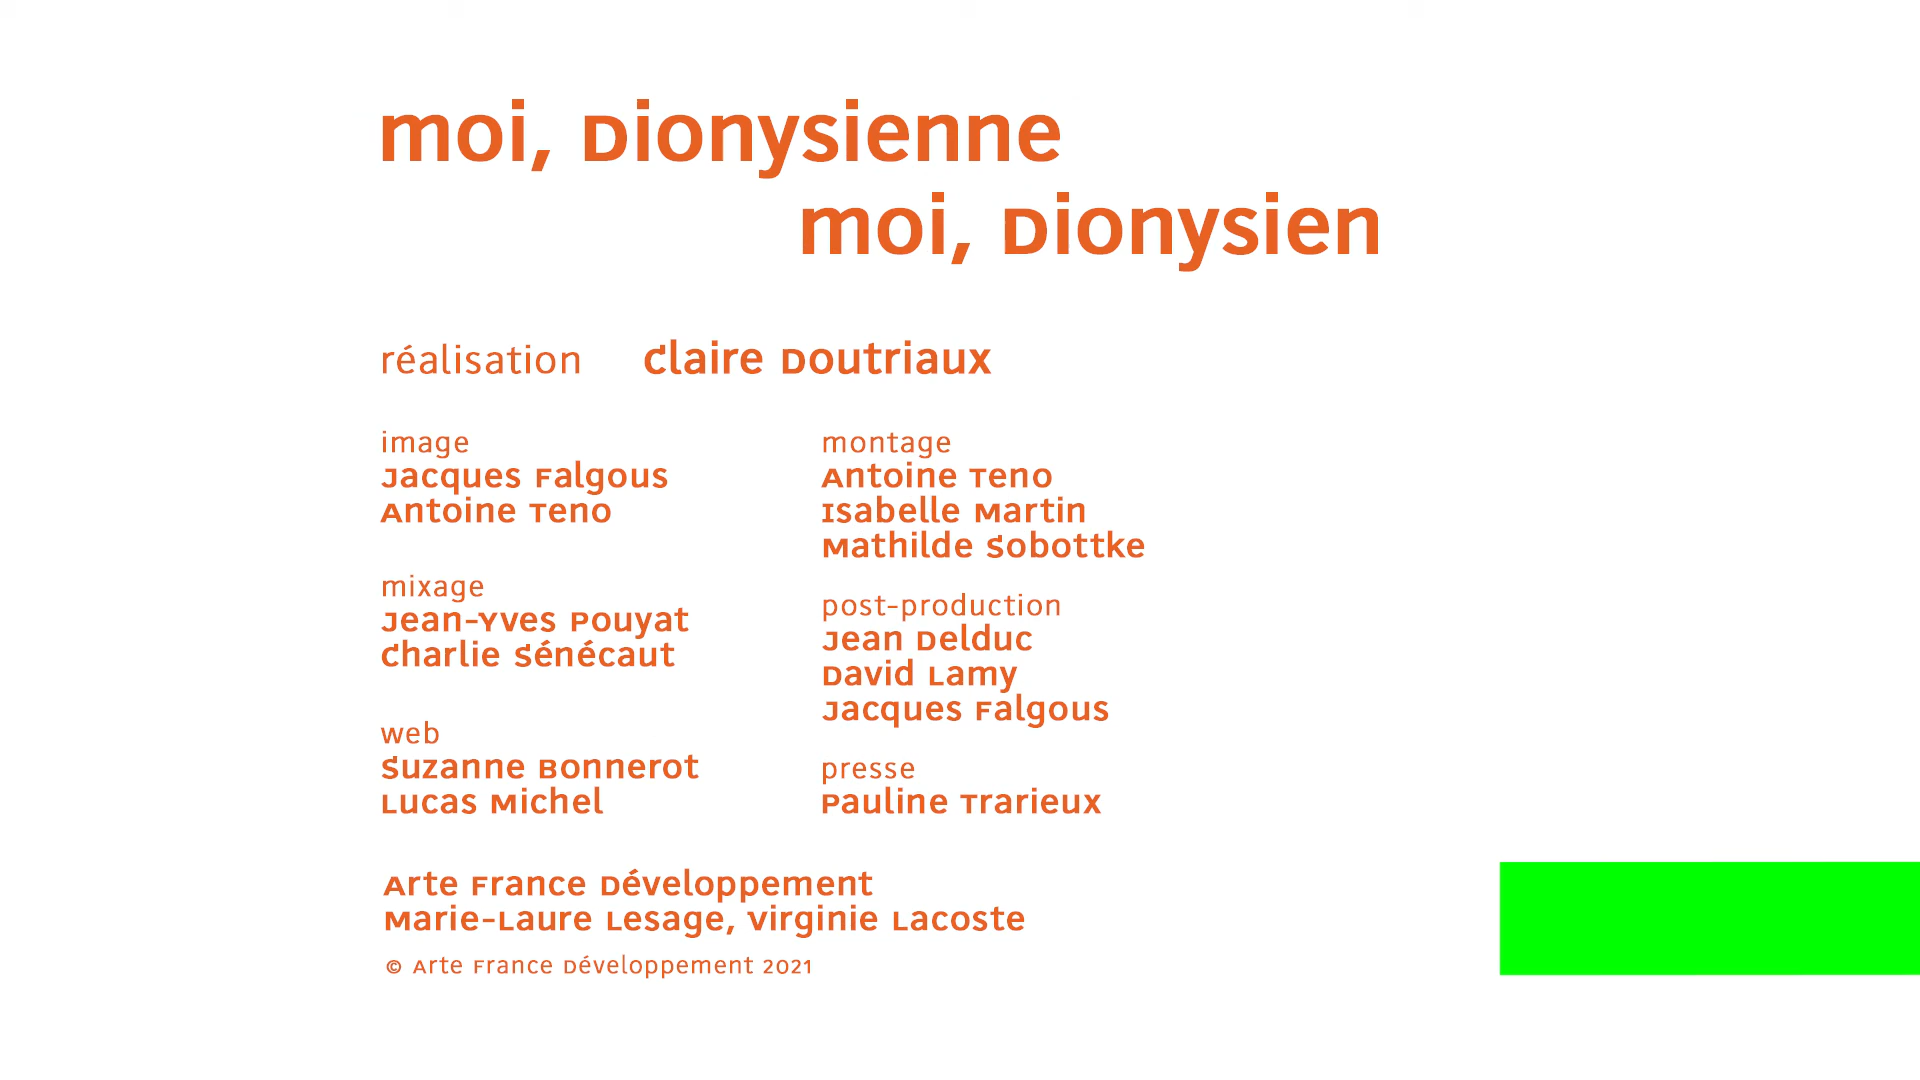 moi, Dionysienne
moi, Dionysien
réalisation Claire Doutriaux
image
Jacques Falgous
Antoine Teno
mixage
Jean-Yves Pouyat
Charlie Sénécaut
web
Suzanne Bonnerot
Lucas Michel
montage
Antoine Teno
Isabelle Martin
Mathilde Sobottke
post-production
Jean Delduc
David Lamy
Jacques Falgous
presse
Pauline Trarieux
Arte France Développement
Marie-Laure Lesage, Virginie Lacoste
© Arte France Développement 2021